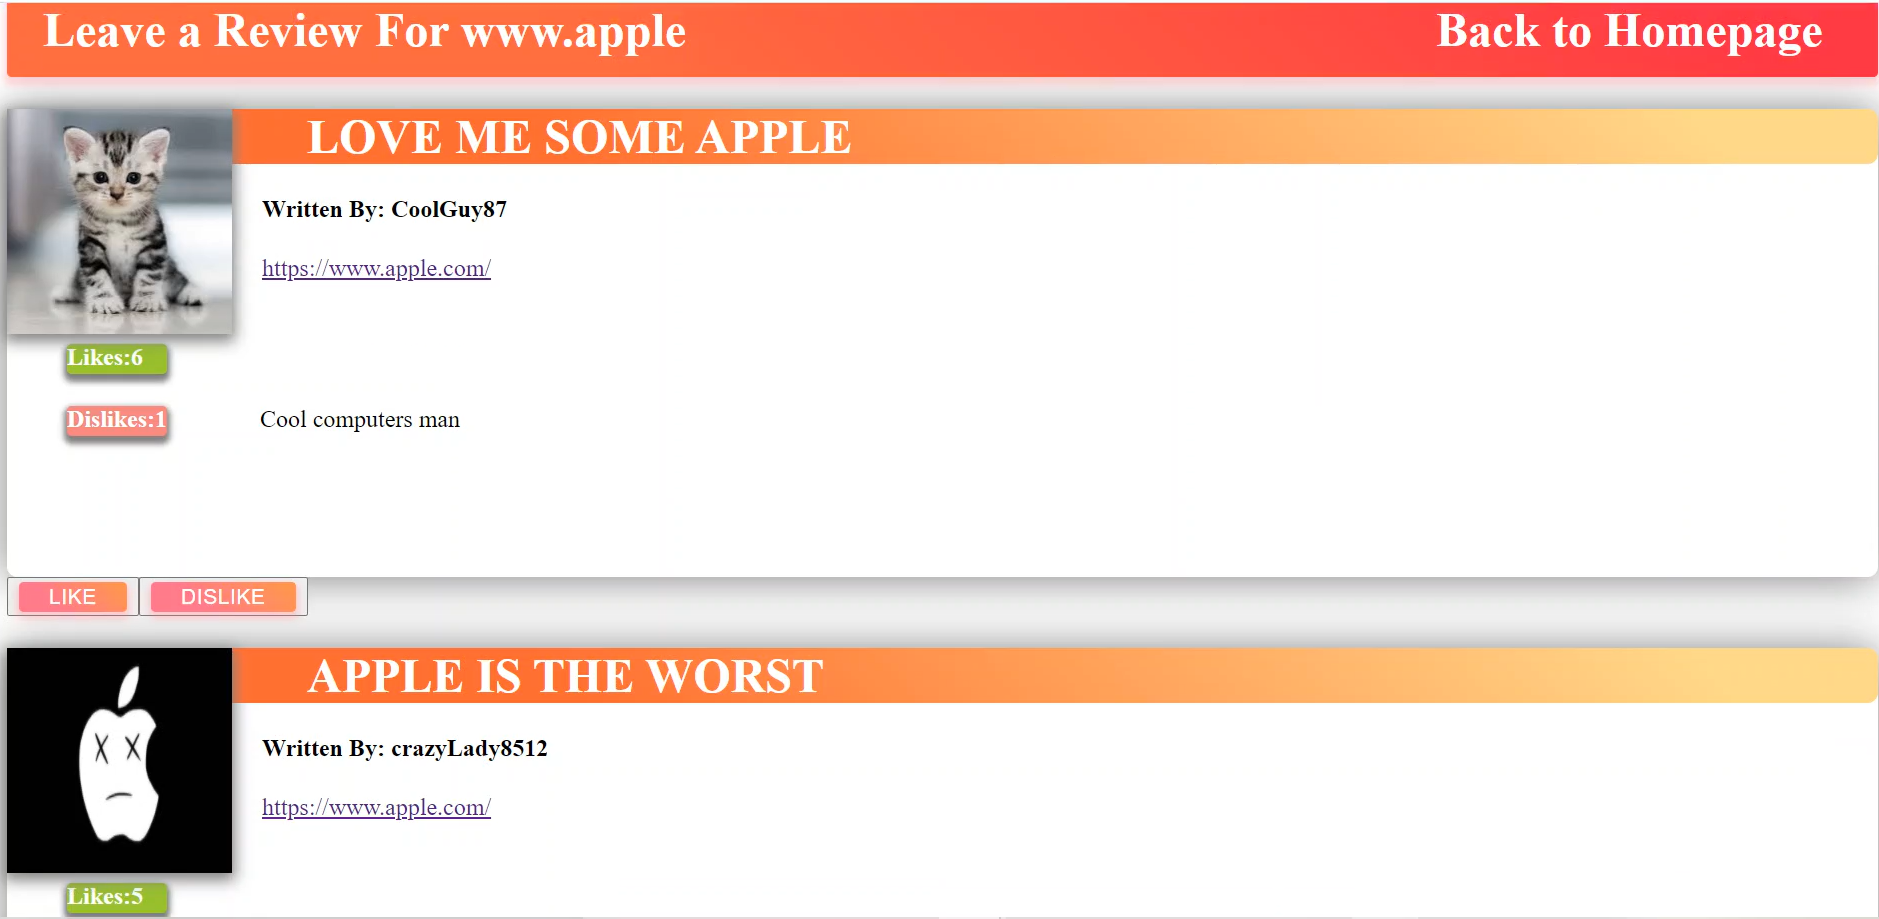 Leave a Review For www.apple
Back to Homepage
LOVE ME SOME APPLE
Written By: CoolGuy87
https://www.apple.com/
Likes:6
Dislikes:1
Cool computers man
LIKE
DISLIKE
APPLE IS THE WORST
Written By: crazyLady8512
https://www.apple.com/
Likes:5